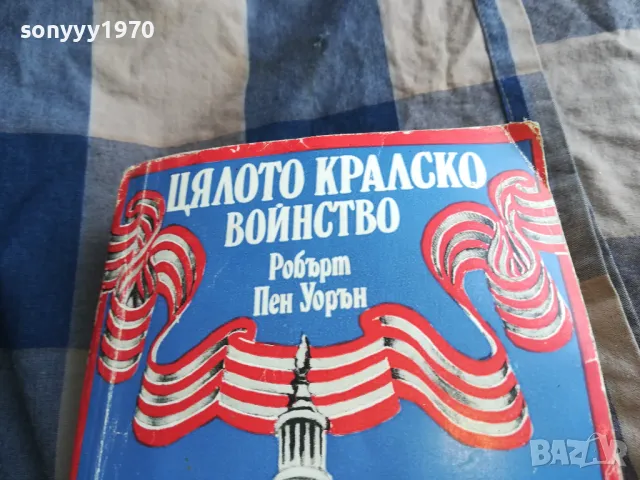 sonyyy1970
ЦЯЛОТО КРАЛСКО
ВОЙНСТВО
Робърт
Пен Уорън
BAZAR